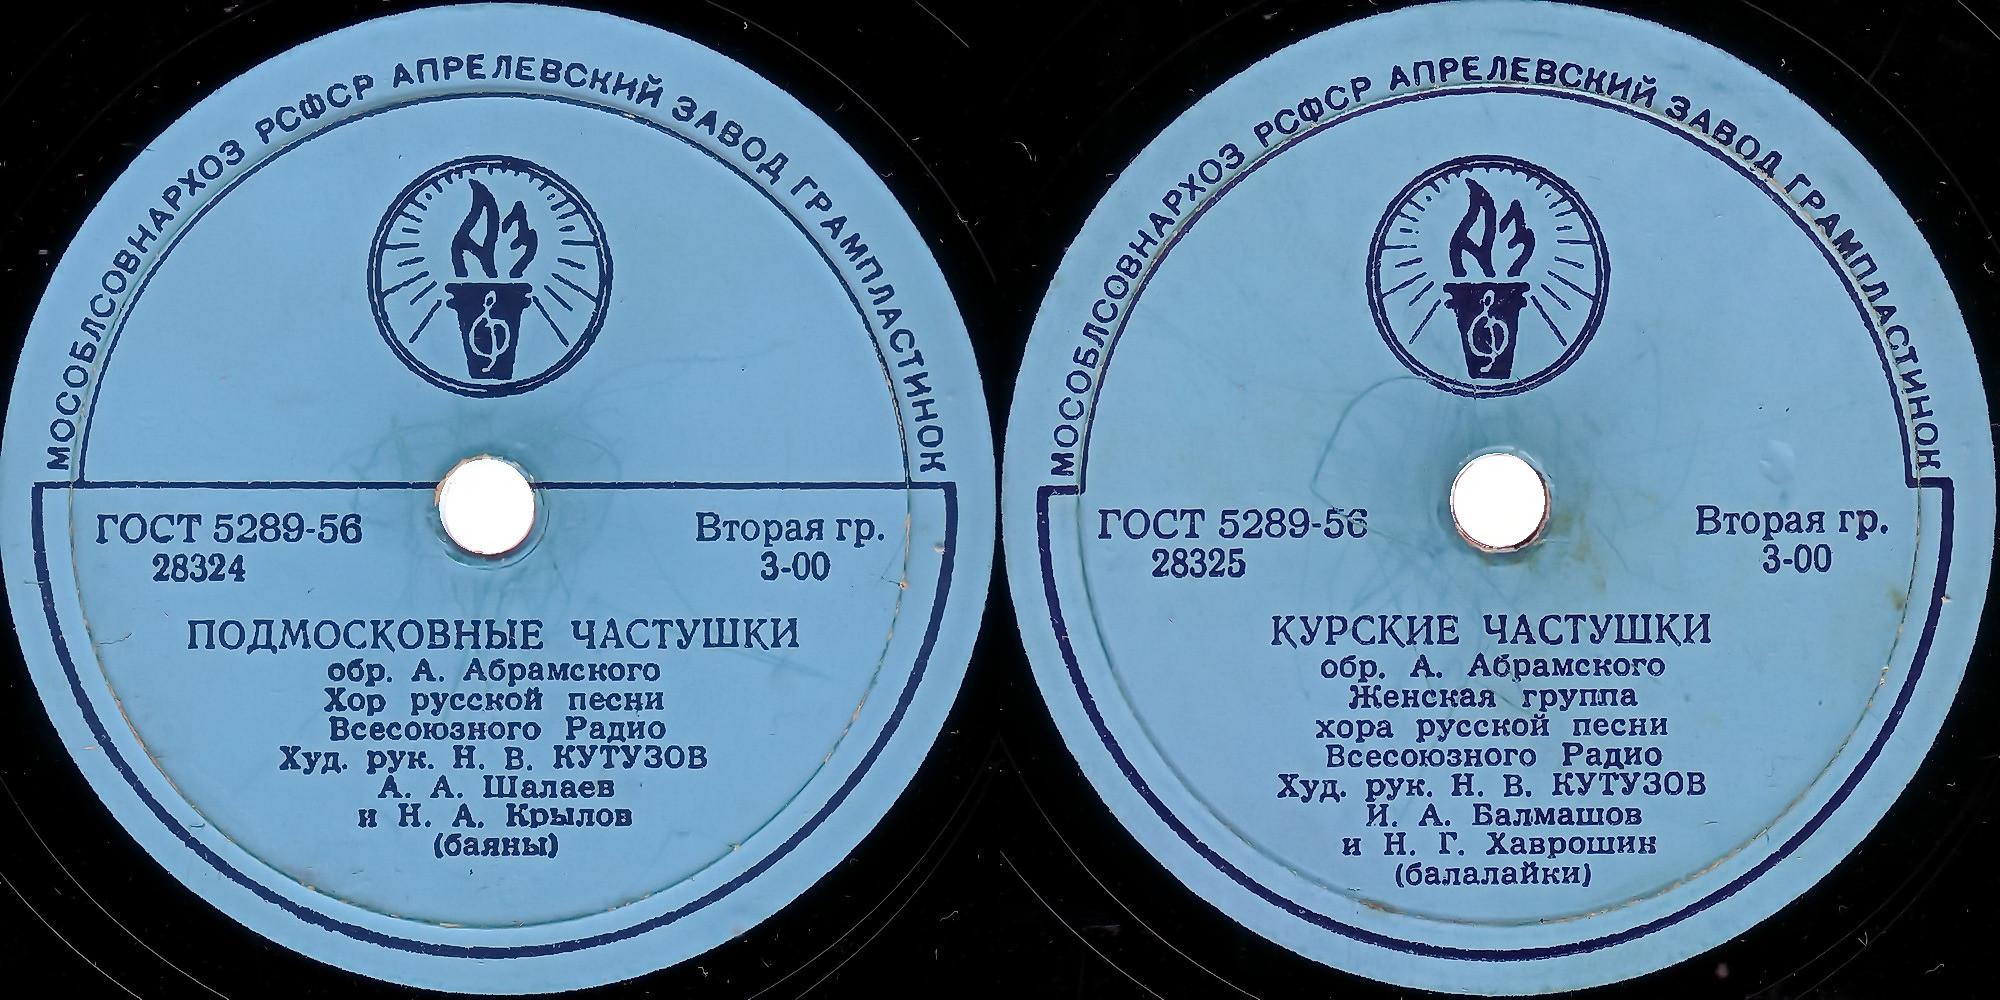 МОСОБЛСОВНАРХОЗ РСФСР АПРЕЛЕВСКИЙ ЗАВОД ГРАМПЛАСТИНОК
АЗ
ГОСТ 5289-56
28324
Вторая гр.
3-00
ПОДМОСКОВНЫЕ ЧАСТУШКИ
обр. А. Абрамского
Хор русской песни
Всесоюзного Радио
Худ. рук. Н. В. КУТУЗОВ
А. А. Шалаев
и Н. А. Крылов
(баяны)
МОСОБЛСОВНАРХОЗ РСФСР АПРЕЛЕВСКИЙ ЗАВОД ГРАМПЛАСТИНОК
АЗ
ГОСТ 5289-56
28325
Вторая гр.
3-00
КУРСКИЕ ЧАСТУШКИ
обр. А. Абрамского
Женская группа
хора русской песни
Всесоюзного Радио
Худ. рук. Н. В. КУТУЗОВ
И. А. Балмашов
и Н. Г. Хаврошин
(балалайки)